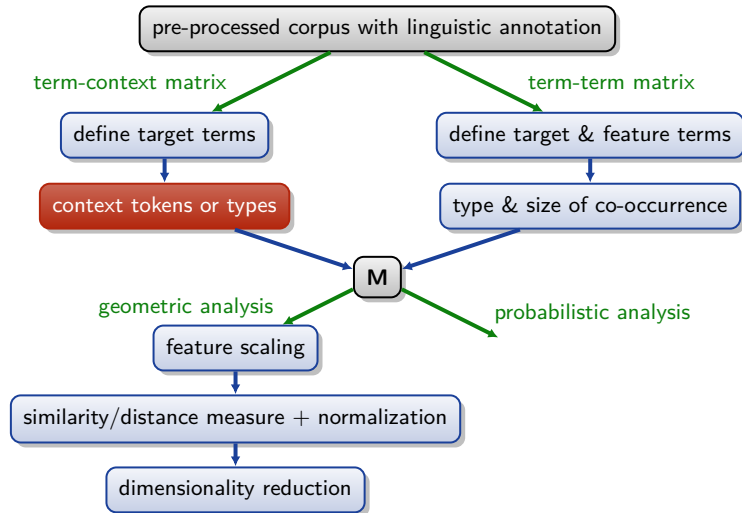 pre-processed corpus with linguistic annotation
term-context matrix
term-term matrix
define target terms
define target & feature terms
context tokens or types
type & size of co-occurrence
M
geometric analysis
probabilistic analysis
feature scaling
similarity/distance measure + normalization
dimensionality reduction